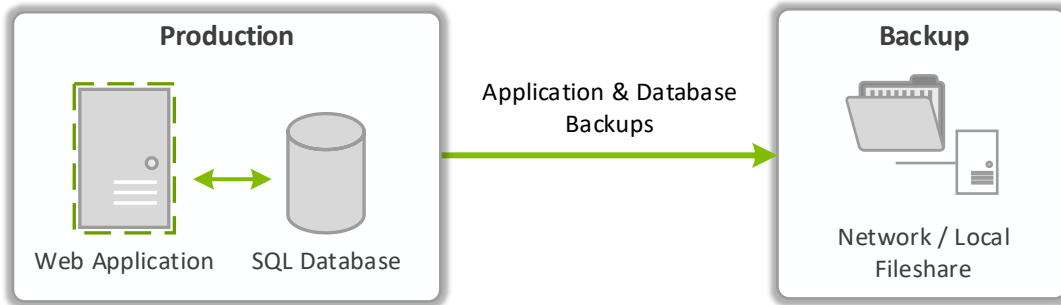 Production
Web Application
SQL Database
Application & Database
Backups
Backup
Network / Local
Fileshare